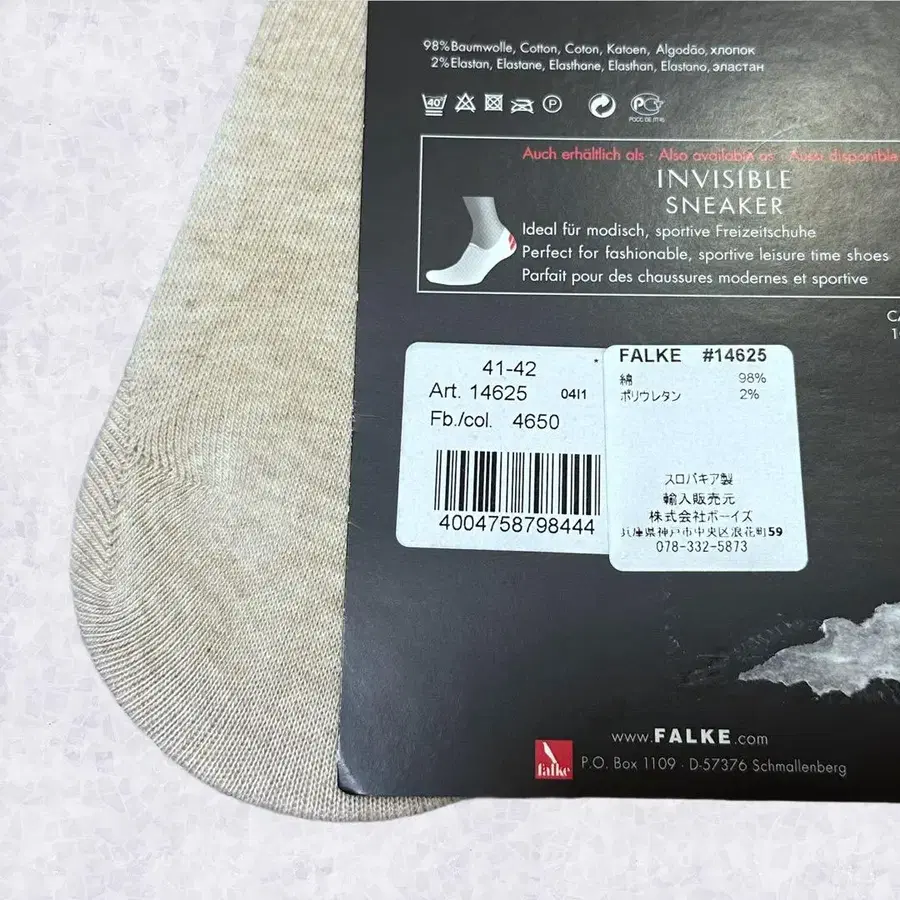 98% Baumwolle, Cotton, Coton, Katoen, Algodão, хлопок
2% Elastan, Elastane, Elasthane, Elasthan, Elastano, эластан
40°
P
Auch erhältlich als · Also available as · Aussi disponible
INVISIBLE
SNEAKER
Ideal für modisch, sportive Freizeitschuhe
Perfect for fashionable, sportive leisure time shoes
Parfait pour des chaussures modernes et sportive
41-42
Art. 14625 04I1
Fb./col. 4650
4004758798444
FALKE #14625
綿 98%
ポリウレタン 2%
スロバキア製
輸入販売元
株式会社ボーイズ
兵庫県神戸市中央区浪花町59
078-332-5873
www.FALKE.com
falke
P.O. Box 1109 · D-57376 Schmallenberg